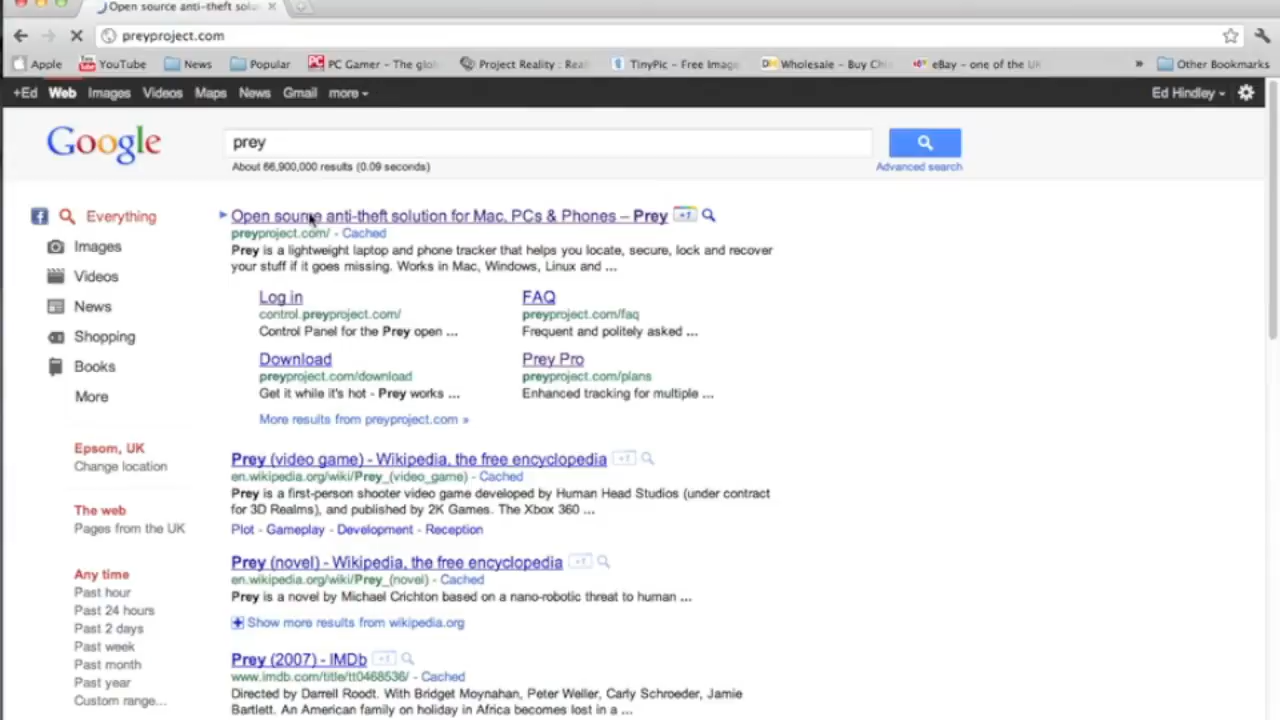 Open source anti-theft solu
preyproject.com
Apple YouTube News Popular PC Gamer – The glo Project Reality : Rea TinyPic – Free Image Wholesale – Buy Ch eBay – one of the UK » Other Bookmarks
+Ed Web Images Videos Maps News Gmail more Ed Hindley
Google prey
About 66,900,000 results (0.09 seconds) Advanced search
Everything
Images
Videos
News
Shopping
Books
More
Epsom, UK
Change location
The web
Pages from the UK
Any time
Past hour
Past 24 hours
Past 2 days
Past week
Past month
Past year
Custom range...
Open source anti-theft solution for Mac, PCs & Phones – Prey +1
preyproject.com/ - Cached
Prey is a lightweight laptop and phone tracker that helps you locate, secure, lock and recover
your stuff if it goes missing. Works in Mac, Windows, Linux and ...
Log in
control.preyproject.com/
Control Panel for the Prey open ...
FAQ
preyproject.com/faq
Frequent and politely asked ...
Download
preyproject.com/download
Get it while it's hot - Prey works ...
Prey Pro
preyproject.com/plans
Enhanced tracking for multiple ...
More results from preyproject.com »
Prey (video game) - Wikipedia, the free encyclopedia +1
en.wikipedia.org/wiki/Prey_(video_game) - Cached
Prey is a first-person shooter video game developed by Human Head Studios (under contract
for 3D Realms), and published by 2K Games. The Xbox 360 ...
Plot - Gameplay - Development - Reception
Prey (novel) - Wikipedia, the free encyclopedia +1
en.wikipedia.org/wiki/Prey_(novel) - Cached
Prey is a novel by Michael Crichton based on a nano-robotic threat to human ...
Show more results from wikipedia.org
Prey (2007) - IMDb +1
www.imdb.com/title/tt0468536/ - Cached
Directed by Darrell Roodt. With Bridget Moynahan, Peter Weller, Carly Schroeder, Jamie
Bartlett. An American family on holiday in Africa becomes lost in a ...